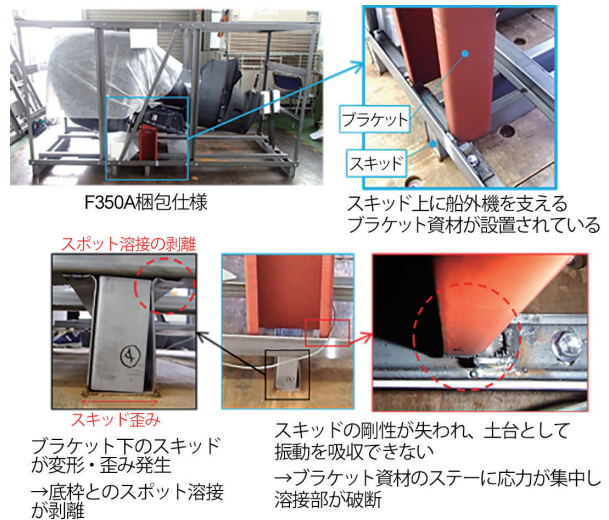 ブラケット
スキッド
F350A梱包仕様
スキッド上に船外機を支える
ブラケット資材が設置されている
スポット溶接の剥離
スキッド歪み
ブラケット下のスキッド
が変形・歪み発生
→底枠とのスポット溶接
が剥離
スキッドの剛性が失われ、土台として
振動を吸収できない
→ブラケット資材のステーに応力が集中し
溶接部が破断